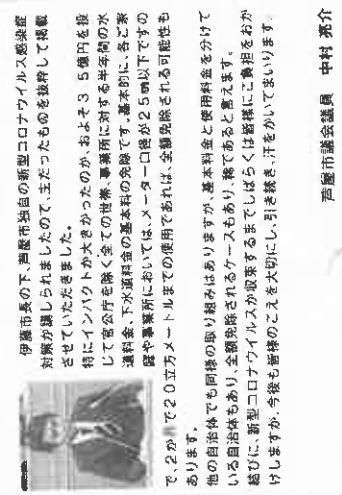 伊藤市長の下、芦屋市独自の新型コロナウイルス感染症
対策が講じられましたので、主だったものを抜粋して掲載
させていただきました。
特にインパクトが大きかったのが、およそ３．５億円を投
じて官公庁を除く全ての世帯、事業所に対する半年間の水
道料金、下水道料金の基本料の免除です。基本的に、各ご家
庭や事業所においては、メーター口径が２５㎜以下ですの
で、２か で２０立方メートルまでの使用であれば、全額免除される可能性も
あります。
他の自治体でも同様の取り組みはありますが、基本料金と使用料金を分けて
いる自治体もあり、全額免除されるケースもあり、稀であると言えます。
結びに、新型コロナウイルスが収束するまでしばらくは皆様にご負担をおか
けしますが、今後も皆様のこえを大切にし、引き続き、汗をかいてまいります。
芦屋市議会議員　中村　亮介